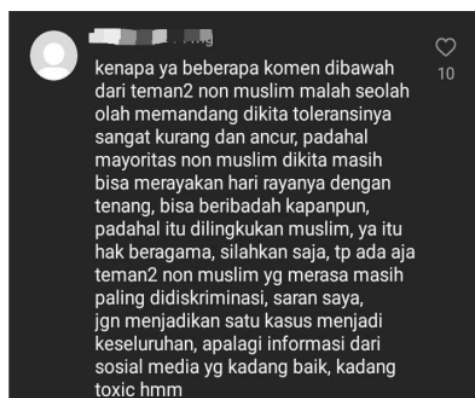 10
kenapa ya beberapa komen dibawah
dari teman2 non muslim malah seolah
olah memandang dikita toleransinya
sangat kurang dan ancur, padahal
mayoritas non muslim dikita masih
bisa merayakan hari rayanya dengan
tenang, bisa beribadah kapanpun,
padahal itu dilingkukan muslim, ya itu
hak beragama, silahkan saja, tp ada aja
teman2 non muslim yg merasa masih
paling didiskriminasi, saran saya,
jgn menjadikan satu kasus menjadi
keseluruhan, apalagi informasi dari
sosial media yg kadang baik, kadang
toxic hmm